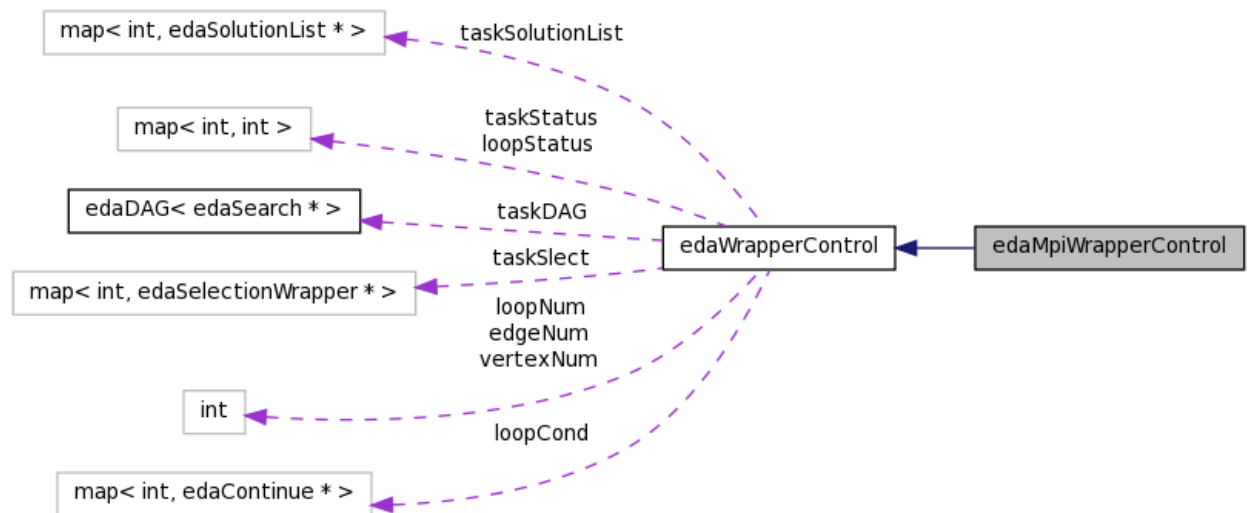 map< int, edaSolutionList * >
taskSolutionList
map< int, int >
taskStatus
loopStatus
edaDAG< edaSearch * >
taskDAG
edaWrapperControl
edaMpiWrapperControl
taskSlect
map< int, edaSelectionWrapper * >
loopNum
edgeNum
vertexNum
int
loopCond
map< int, edaContinue * >